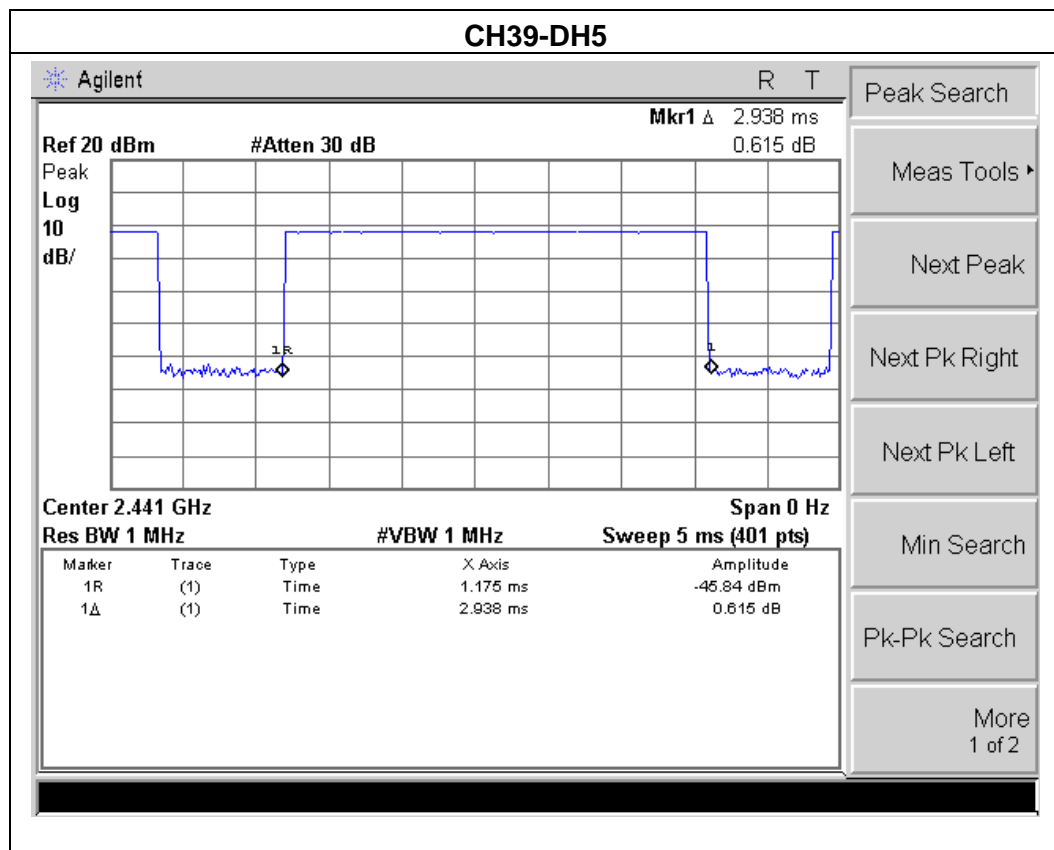 CH39-DH5
Agilent R T
Mkr1 Δ 2.938 ms
Ref 20 dBm #Atten 30 dB 0.615 dB
Peak
Log
10
dB/
1R
1
Center 2.441 GHz Span 0 Hz
Res BW 1 MHz #VBW 1 MHz Sweep 5 ms (401 pts)
Marker Trace Type X Axis Amplitude
1R (1) Time 1.175 ms -45.84 dBm
1Δ (1) Time 2.938 ms 0.615 dB
Peak Search
Meas Tools
Next Peak
Next Pk Right
Next Pk Left
Min Search
Pk-Pk Search
More
1 of 2